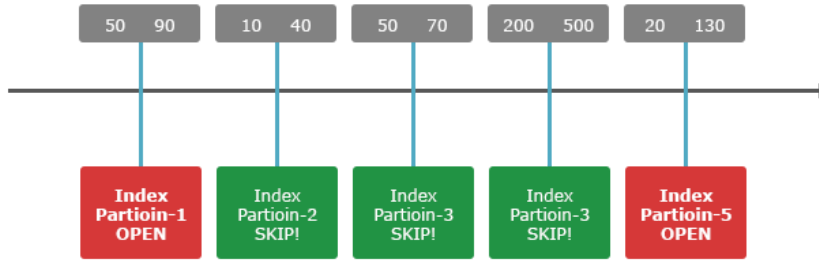 50 90
10 40
50 70
200 500
20 130
Index
Partioin-1
OPEN
Index
Partioin-2
SKIP!
Index
Partioin-3
SKIP!
Index
Partioin-3
SKIP!
Index
Partioin-5
OPEN